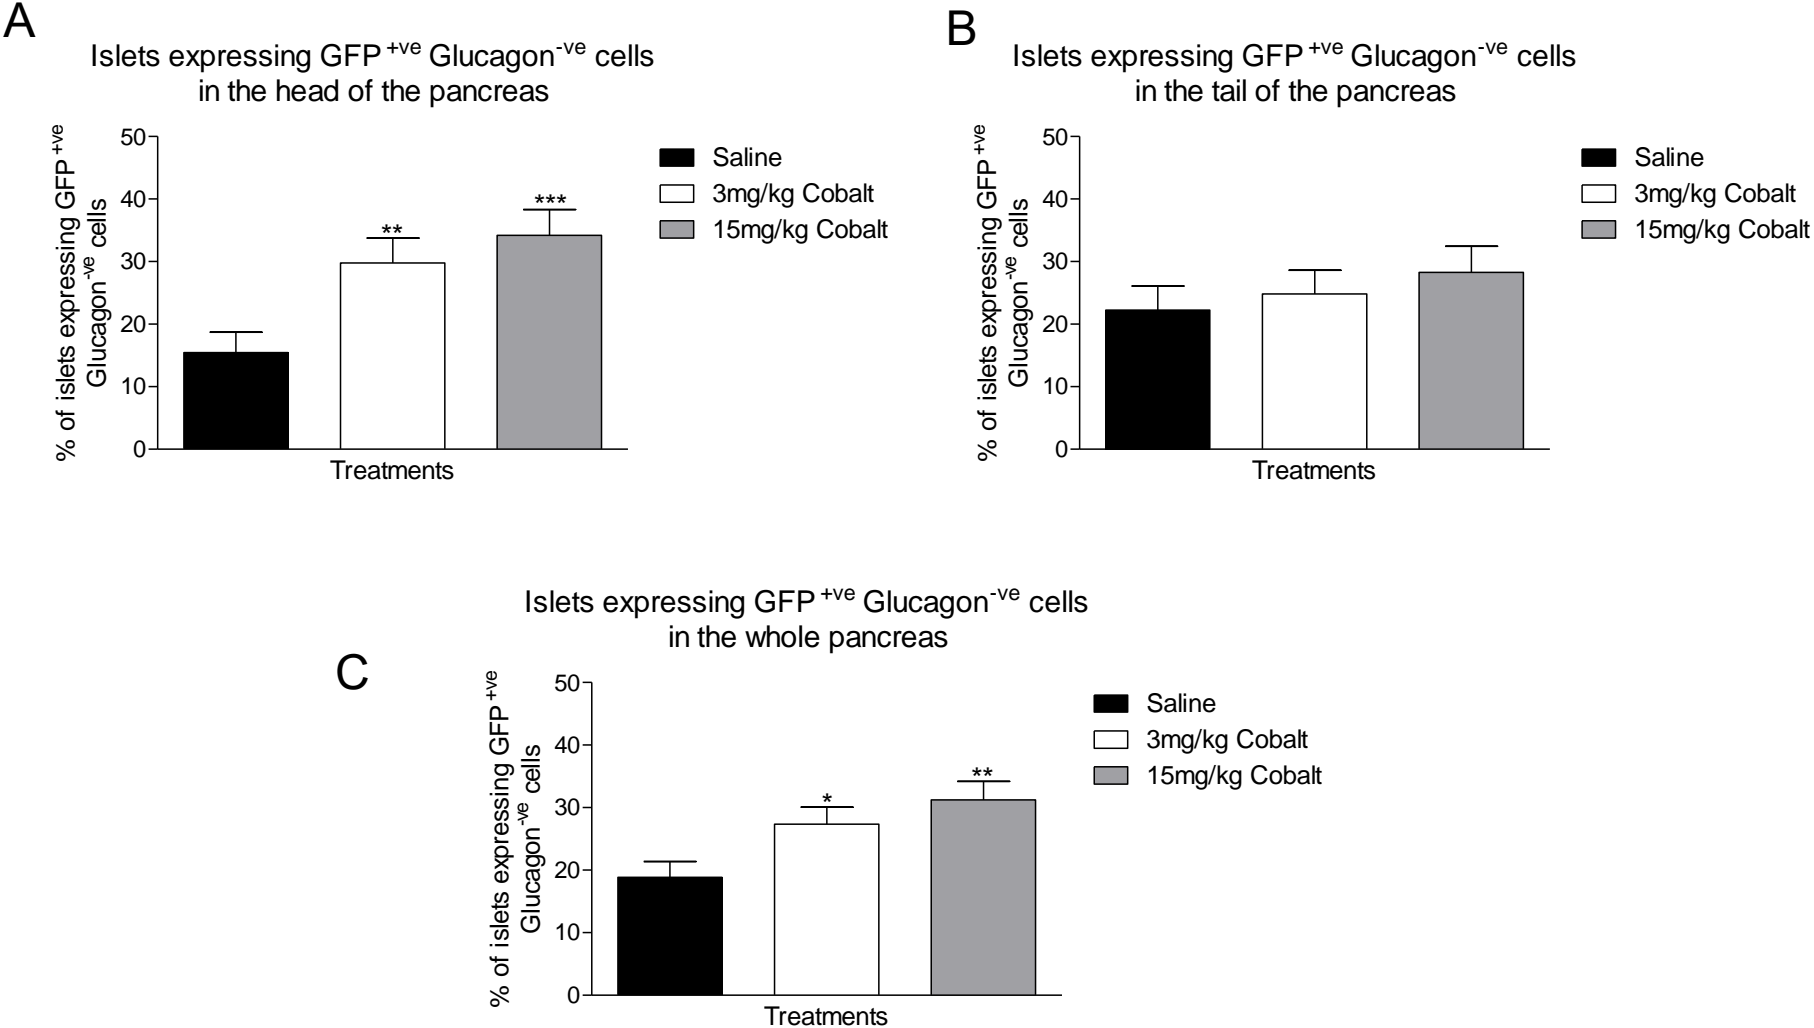 A
Islets expressing GFP +ve Glucagon-ve cells
in the head of the pancreas
% of islets expressing GFP+ve
Glucagon-ve cells
50
40
30
20
10
0
**
***
Treatments
Saline
3mg/kg Cobalt
15mg/kg Cobalt
B
Islets expressing GFP +ve Glucagon-ve cells
in the tail of the pancreas
% of islets expressing GFP+ve
Glucagon-ve cells
50
40
30
20
10
0
Treatments
Saline
3mg/kg Cobalt
15mg/kg Cobalt
C
Islets expressing GFP +ve Glucagon-ve cells
in the whole pancreas
% of islets expressing GFP+ve
Glucagon-ve cells
50
40
30
20
10
0
*
**
Treatments
Saline
3mg/kg Cobalt
15mg/kg Cobalt